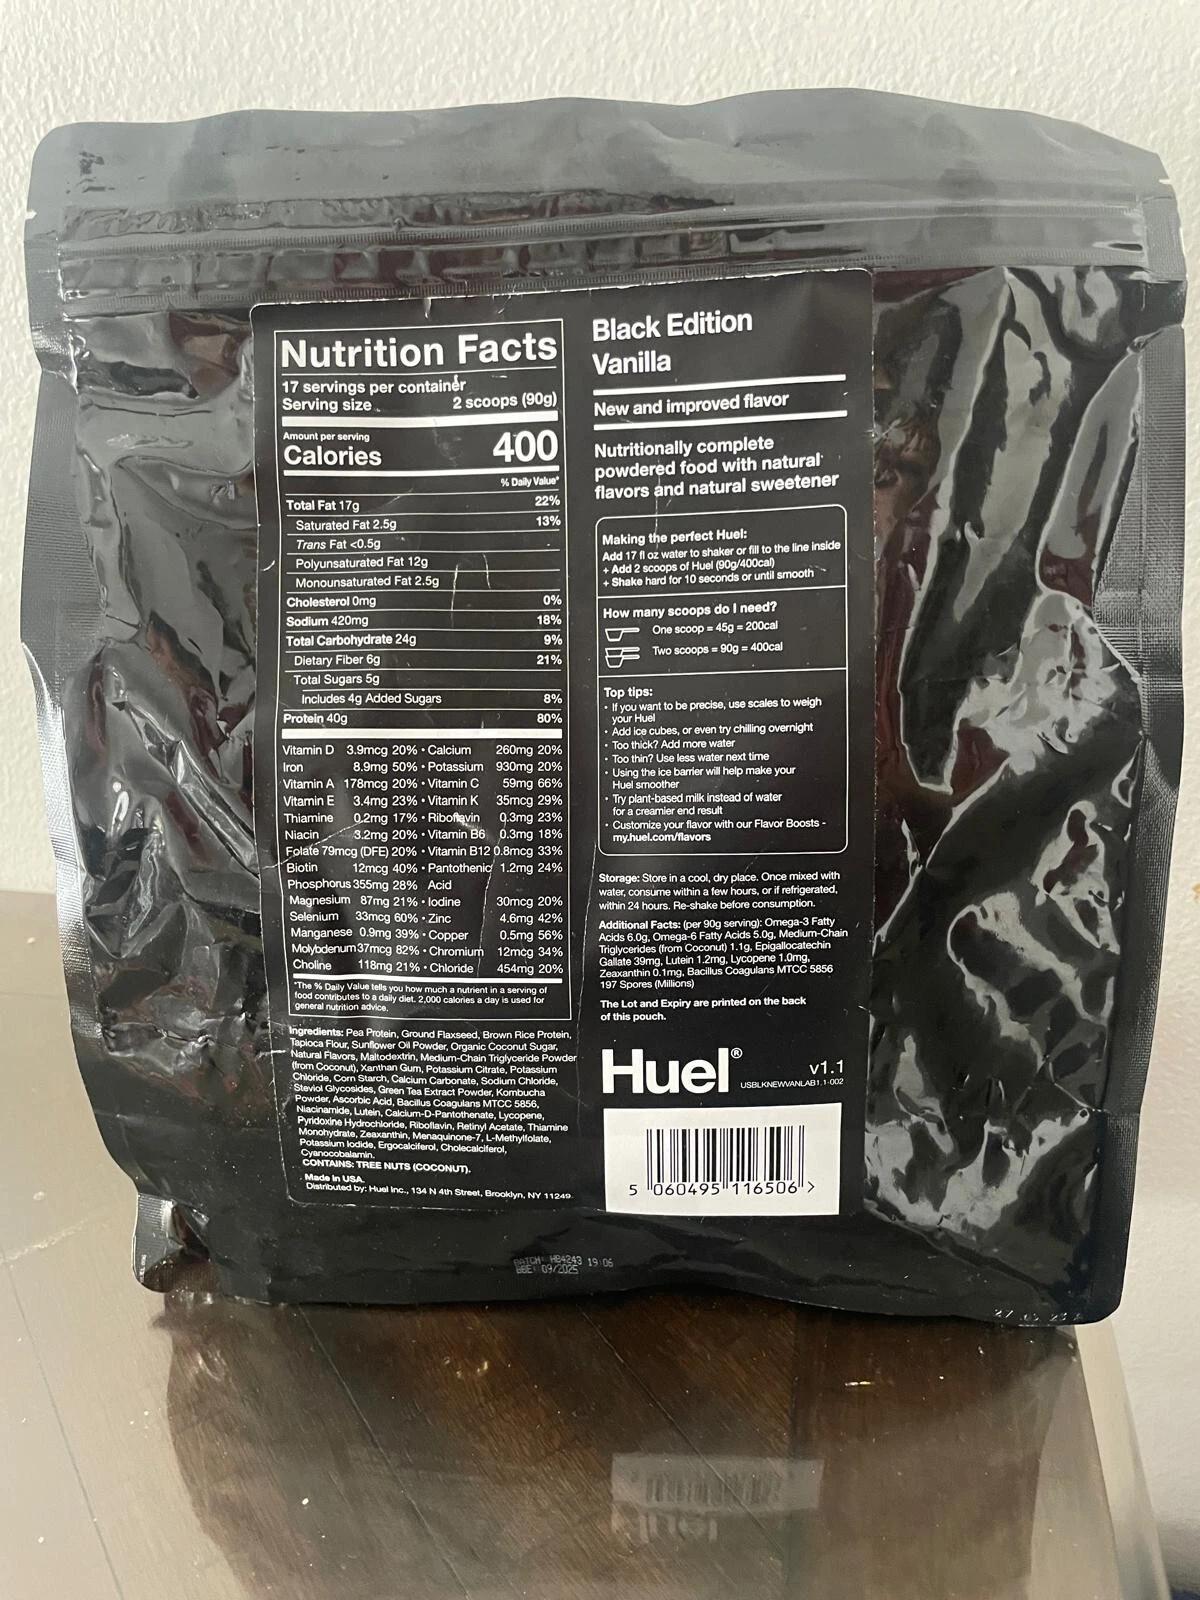 Nutrition Facts
17 servings per container
Serving size 2 scoops (90g)
Amount per serving
Calories 400
% Daily Value*
Total Fat 17g 22%
Saturated Fat 2.5g 13%
Trans Fat <0.5g
Polyunsaturated Fat 12g
Monounsaturated Fat 2.5g
Cholesterol 0mg 0%
Sodium 420mg 18%
Total Carbohydrate 24g 9%
Dietary Fiber 6g 21%
Total Sugars 5g
Includes 4g Added Sugars 8%
Protein 40g 80%
Vitamin D 3.9mcg 20% • Calcium 260mg 20%
Iron 8.9mg 50% • Potassium 930mg 20%
Vitamin A 178mcg 20% • Vitamin C 59mg 66%
Vitamin E 3.4mg 23% • Vitamin K 35mcg 29%
Thiamine 0.2mg 17% • Riboflavin 0.3mg 23%
Niacin 3.2mg 20% • Vitamin B6 0.3mg 18%
Folate 79mcg (DFE) 20% • Vitamin B12 0.8mcg 33%
Biotin 12mcg 40% • Pantothenic 1.2mg 24%
Phosphorus 355mg 28% Acid
Magnesium 87mg 21% • Iodine 30mcg 20%
Selenium 33mcg 60% • Zinc 4.6mg 42%
Manganese 0.9mg 39% • Copper 0.5mg 56%
Molybdenum 37mcg 82% • Chromium 12mcg 34%
Choline 118mg 21% • Chloride 454mg 20%
*The % Daily Value tells you how much a nutrient in a serving of
food contributes to a daily diet. 2,000 calories a day is used for
general nutrition advice.
Ingredients: Pea Protein, Ground Flaxseed, Brown Rice Protein,
Tapioca Flour, Sunflower Oil Powder, Organic Coconut Sugar,
Natural Flavors, Maltodextrin, Medium-Chain Triglyceride Powder
(from Coconut), Xanthan Gum, Potassium Citrate, Potassium
Chloride, Corn Starch, Calcium Carbonate, Sodium Chloride,
Steviol Glycosides, Green Tea Extract Powder, Kombucha
Powder, Ascorbic Acid, Bacillus Coagulans MTCC 5856,
Niacinamide, Lutein, Calcium-D-Pantothenate, Lycopene,
Pyridoxine Hydrochloride, Riboflavin, Retinyl Acetate, Thiamine
Monohydrate, Zeaxanthin, Menaquinone-7, L-Methylfolate,
Potassium Iodide, Ergocalciferol, Cholecalciferol,
Cyanocobalamin.
CONTAINS: TREE NUTS (COCONUT).
Made in USA.
Distributed by: Huel Inc., 134 N 4th Street, Brooklyn, NY 11249.
Black Edition
Vanilla
New and improved flavor
Nutritionally complete
powdered food with natural
flavors and natural sweetener
Making the perfect Huel:
Add 17 fl oz water to shaker or fill to the line inside
+ Add 2 scoops of Huel (90g/400cal)
+ Shake hard for 10 seconds or until smooth
How many scoops do I need?
One scoop = 45g = 200cal
Two scoops = 90g = 400cal
Top tips:
• If you want to be precise, use scales to weigh
your Huel
• Add ice cubes, or even try chilling overnight
• Too thick? Add more water
• Too thin? Use less water next time
• Using the ice barrier will help make your
Huel smoother
• Try plant-based milk instead of water
for a creamier end result
• Customize your flavor with our Flavor Boosts -
my.huel.com/flavors
Storage: Store in a cool, dry place. Once mixed with
water, consume within a few hours, or if refrigerated,
within 24 hours. Re-shake before consumption.
Additional Facts: (per 90g serving): Omega-3 Fatty
Acids 6.0g, Omega-6 Fatty Acids 5.0g, Medium-Chain
Triglycerides (from Coconut) 1.1g, Epigallocatechin
Gallate 39mg, Lutein 1.2mg, Lycopene 1.0mg,
Zeaxanthin 0.1mg, Bacillus Coagulans MTCC 5856
197 Spores (Millions)
The Lot and Expiry are printed on the back
of this pouch.
Huel®
v1.1
USBLKNEWVANLAB1.1-002
5 060495 116506 >
BATCH: HB4243 19:06
BBE: 09/2025